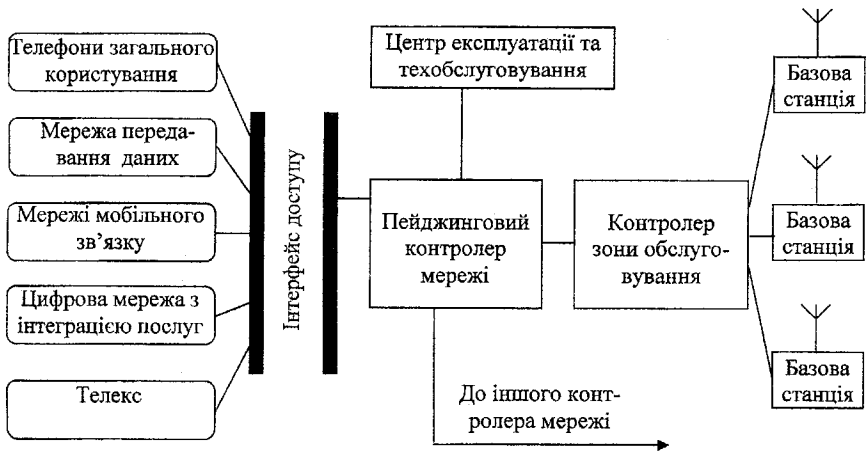 Телефони загального
користування
Мережа переда-
вання даних
Мережі мобільного
зв’язку
Цифрова мережа з
інтеграцією послуг
Телекс
Інтерфейс доступу
Центр експлуатації та
техобслуговування
Пейджинговий
контролер
мережі
До іншого конт-
ролера мережі
Контролер
зони обслуго-
вування
Базова
станція
Базова
станція
Базова
станція